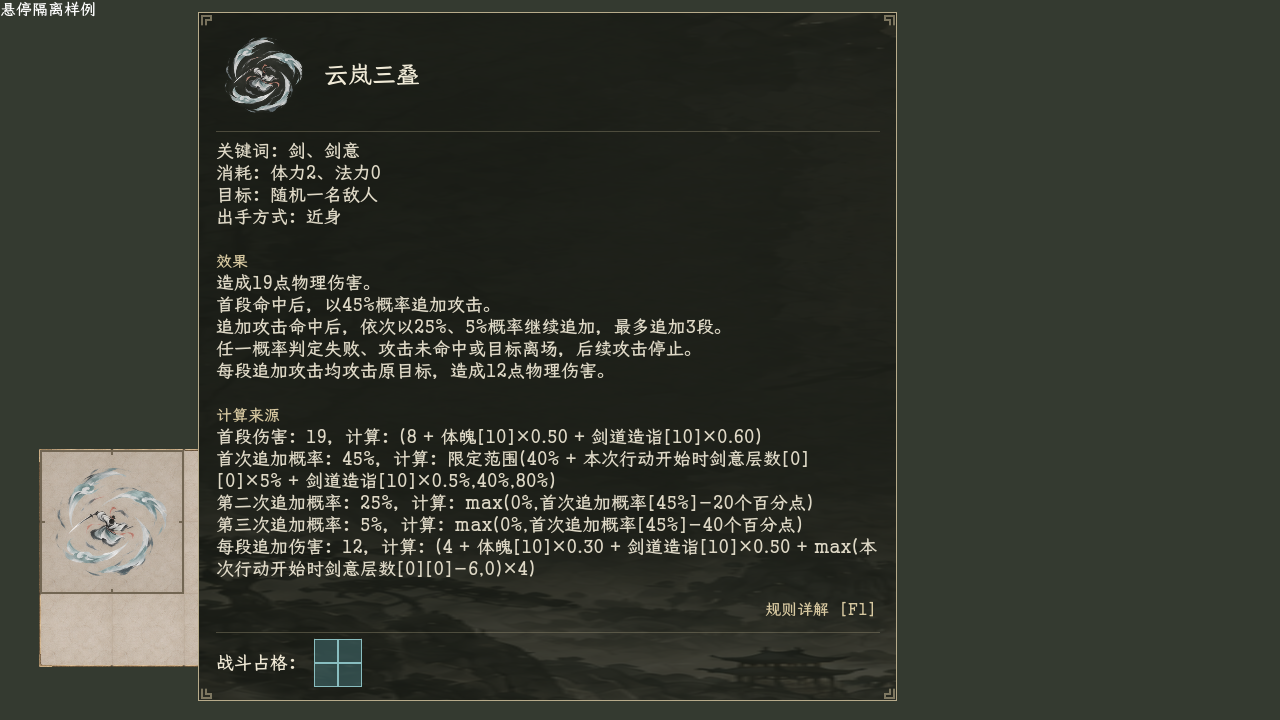 悬停隔离样例
云岚三叠
关键词：剑、剑意
消耗：体力2、法力0
目标：随机一名敌人
出手方式：近身
效果
造成19点物理伤害。
首段命中后，以45%概率追加攻击。
追加攻击命中后，依次以25%、5%概率继续追加，最多追加3段。
任一概率判定失败、攻击未命中或目标离场，后续攻击停止。
每段追加攻击均攻击原目标，造成12点物理伤害。
计算来源
首段伤害：19，计算：(8 + 体魄[10]×0.50 + 剑道造诣[10]×0.60)
首次追加概率：45%，计算：限定范围(40% + 本次行动开始时剑意层数[0]
[0]×5% + 剑道造诣[10]×0.5%,40%,80%)
第二次追加概率：25%，计算：max(0%,首次追加概率[45%]-20个百分点)
第三次追加概率：5%，计算：max(0%,首次追加概率[45%]-40个百分点)
每段追加伤害：12，计算：(4 + 体魄[10]×0.30 + 剑道造诣[10]×0.50 + max(本
次行动开始时剑意层数[0][0]-6,0)×4)
规则详解 [F1]
战斗占格：